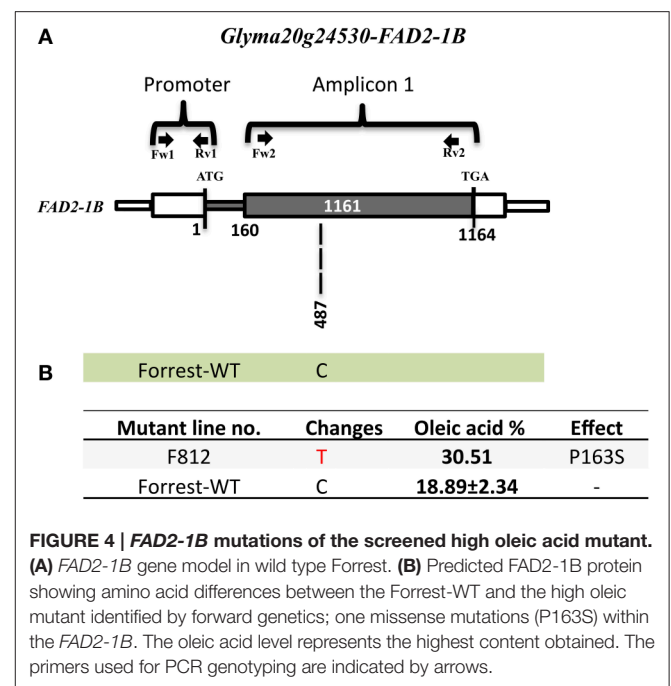 A
Glyma20g24530-FAD2-1B
Promoter Amplicon 1
Fw1 Rv1 Fw2 Rv2
ATG TGA
FAD2-1B 1161
1 160 1164
487
B
Forrest-WT C
Mutant line no. Changes Oleic acid % Effect
F812 T 30.51 P163S
Forrest-WT C 18.89±2.34 -
FIGURE 4 | FAD2-1B mutations of the screened high oleic acid mutant.
(A) FAD2-1B gene model in wild type Forrest. (B) Predicted FAD2-1B protein
showing amino acid differences between the Forrest-WT and the high oleic
mutant identified by forward genetics; one missense mutations (P163S) within
the FAD2-1B. The oleic acid level represents the highest content obtained. The
primers used for PCR genotyping are indicated by arrows.